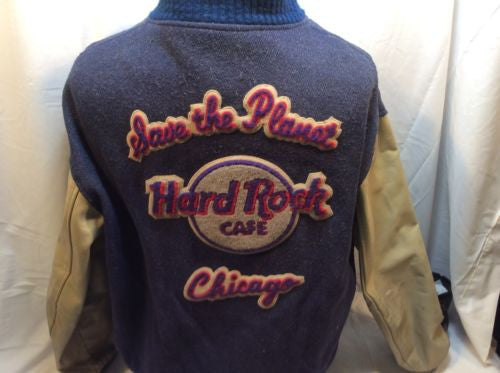 Save the Planet
Hard Rock
CAFE
Chicago